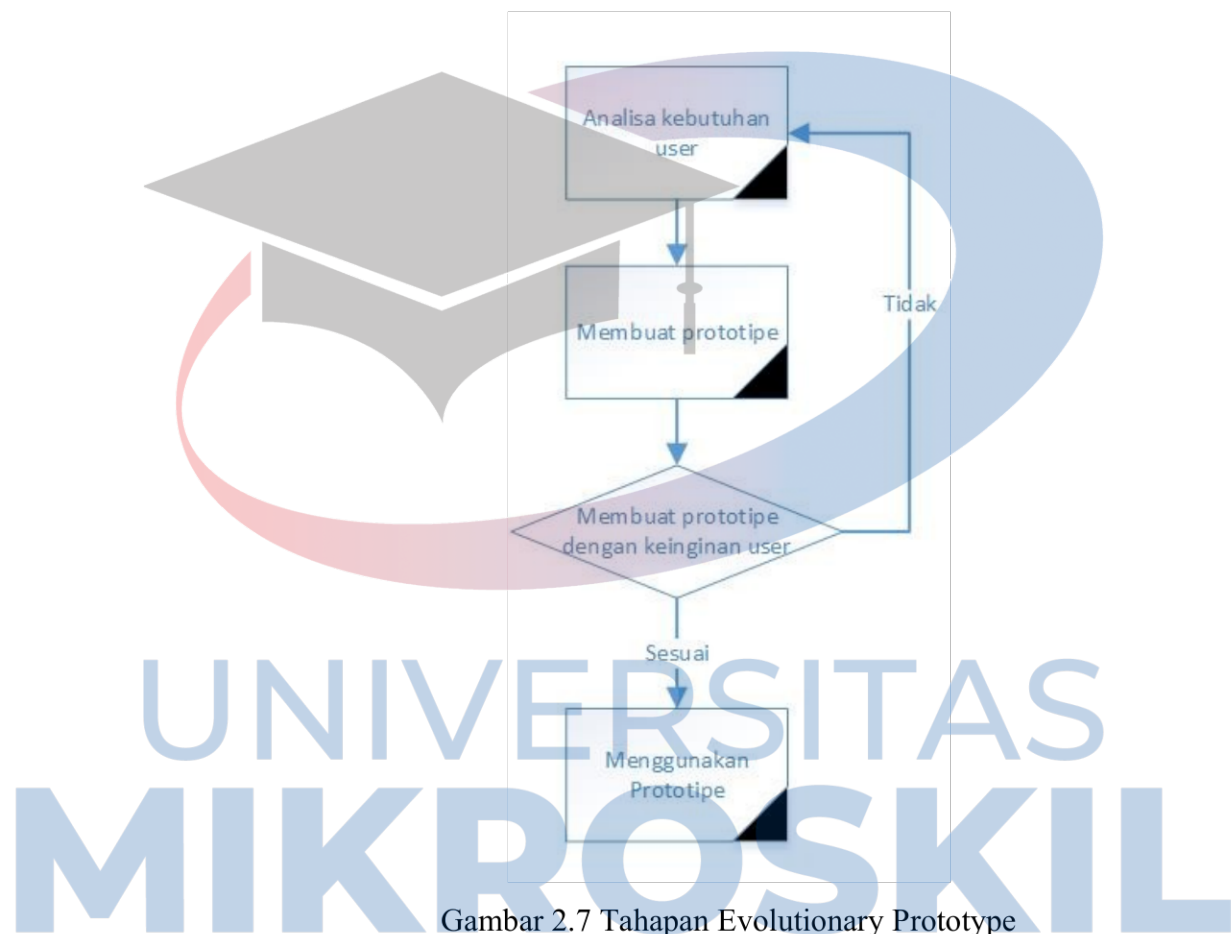 Analisa kebutuhan
user
Membuat prototipe
Tidak
Membuat prototipe
dengan keinginan user
Sesuai
Menggunakan
Prototipe
UNIVERSITAS
MIKROSKIL
Gambar 2.7 Tahapan Evolutionary Prototype